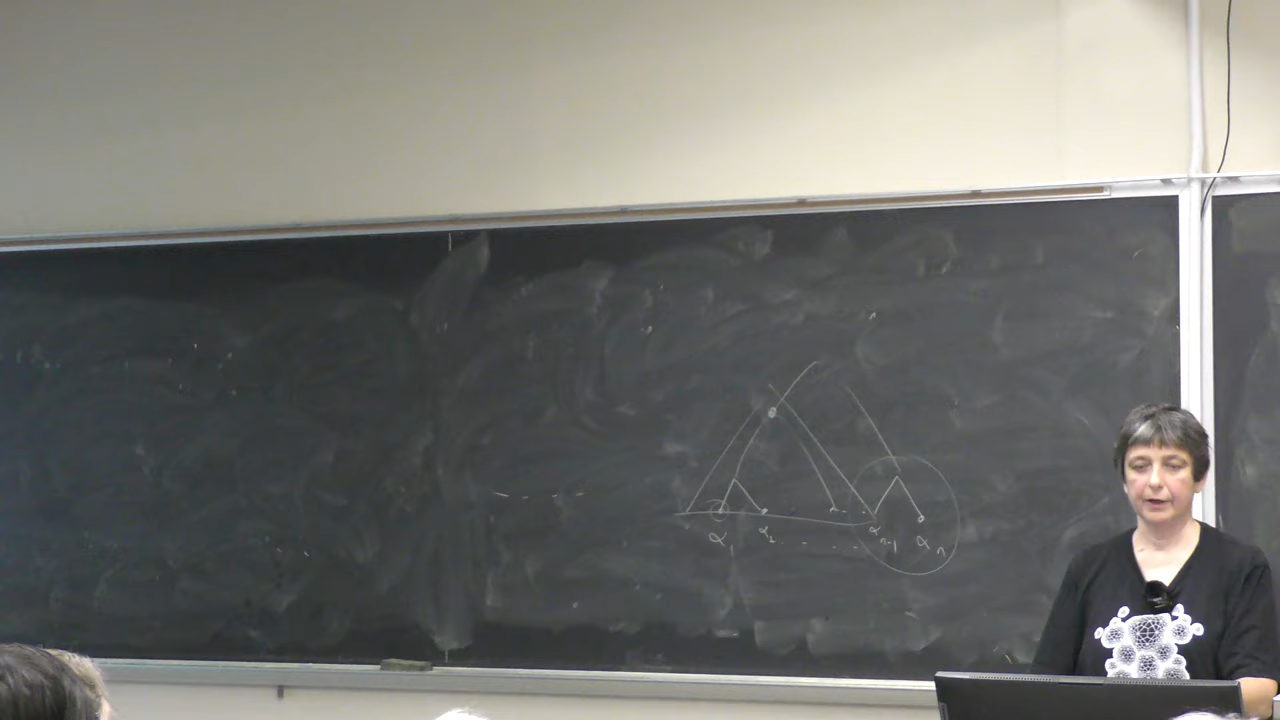 α₁ α₂ . . . . . . αₙ₋₁ αₙ